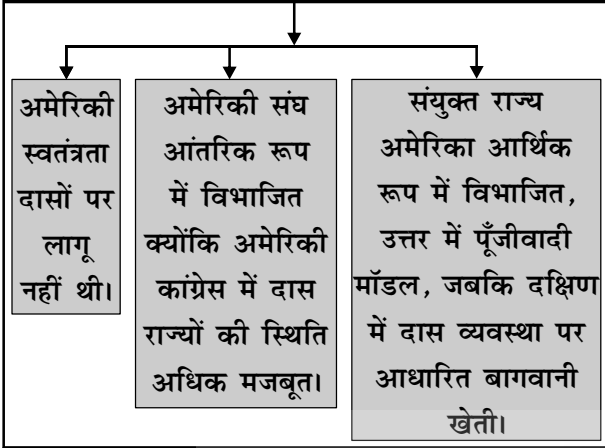 अमेरिकी
स्वतंत्रता
दासों पर
लागू
नहीं थी।
अमेरिकी संघ
आंतरिक रूप
में विभाजित
क्योंकि अमेरिकी
कांग्रेस में दास
राज्यों की स्थिति
अधिक मजबूत।
संयुक्त राज्य
अमेरिका आर्थिक
रूप में विभाजित,
उत्तर में पूँजीवादी
मॉडल, जबकि दक्षिण
में दास व्यवस्था पर
आधारित बागवानी
खेती।